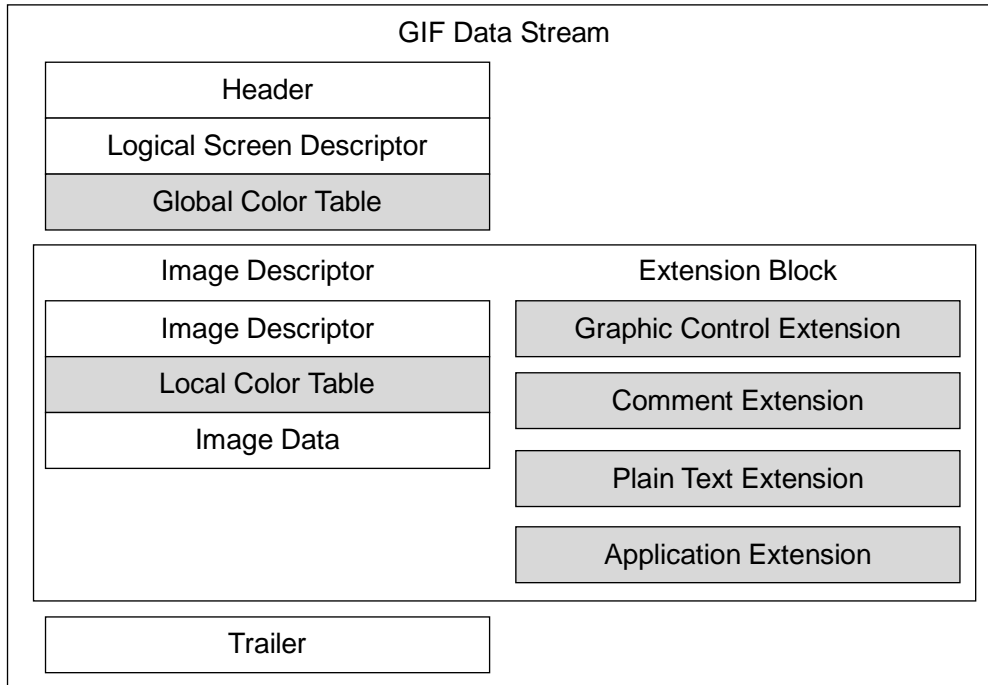 GIF Data Stream
Header
Logical Screen Descriptor
Global Color Table
Image Descriptor
Image Descriptor
Local Color Table
Image Data
Extension Block
Graphic Control Extension
Comment Extension
Plain Text Extension
Application Extension
Trailer